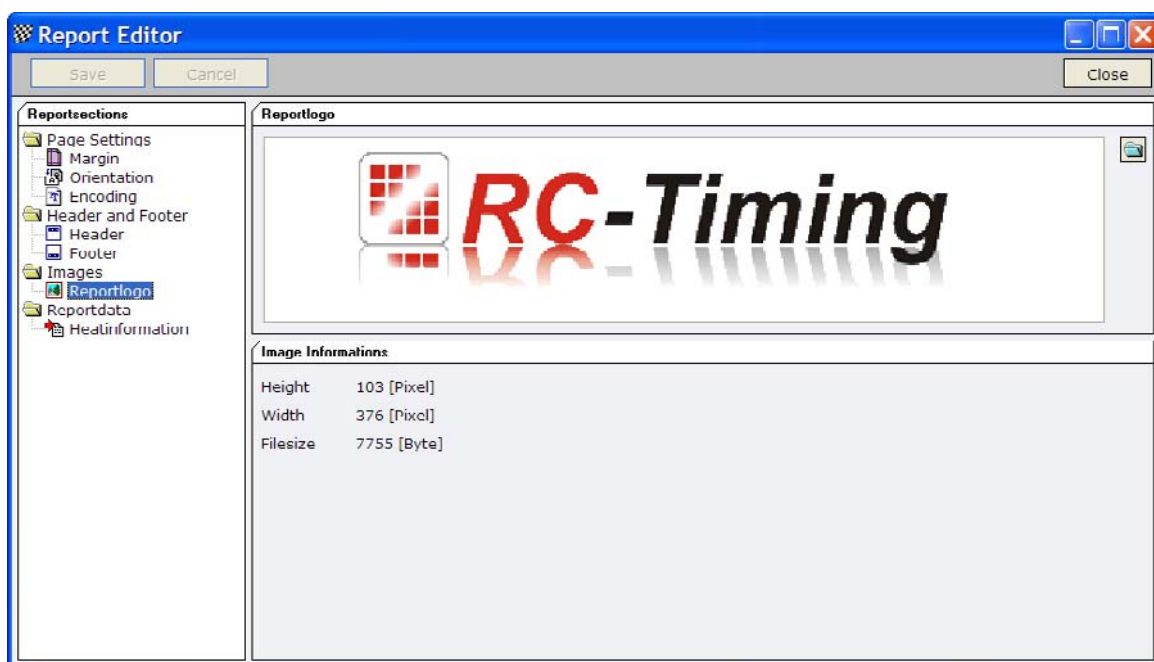 Report Editor
Save Cancel Close
Reportsections
Page Settings
Margin
Orientation
Encoding
Header and Footer
Header
Footer
Images
Reportlogo
Reportdata
Heatinformation
Reportlogo
RC-Timing
Image Informations
Height 103 [Pixel]
Width 376 [Pixel]
Filesize 7755 [Byte]